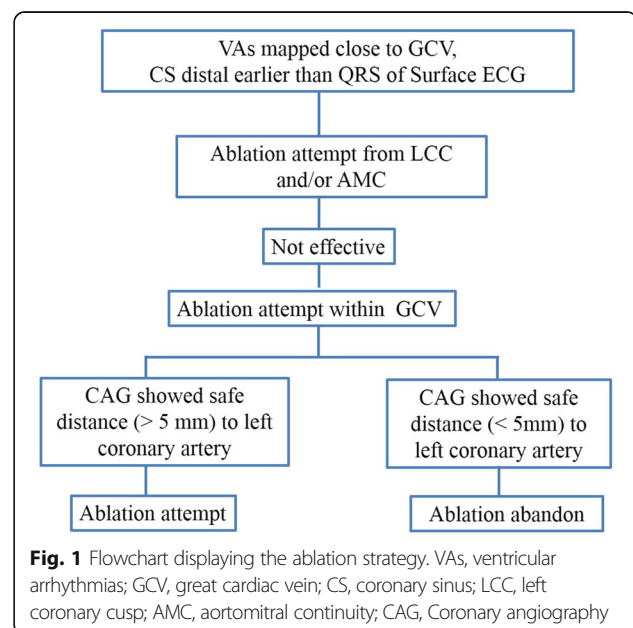 VAs mapped close to GCV,
CS distal earlier than QRS of Surface ECG
Ablation attempt from LCC
and/or AMC
Not effective
Ablation attempt within GCV
CAG showed safe
distance (> 5 mm) to left
coronary artery
CAG showed safe
distance (< 5mm) to
left coronary artery
Ablation attempt
Ablation abandon
Fig. 1 Flowchart displaying the ablation strategy. VAs, ventricular
arrhythmias; GCV, great cardiac vein; CS, coronary sinus; LCC, left
coronary cusp; AMC, aortomitral continuity; CAG, Coronary angiography